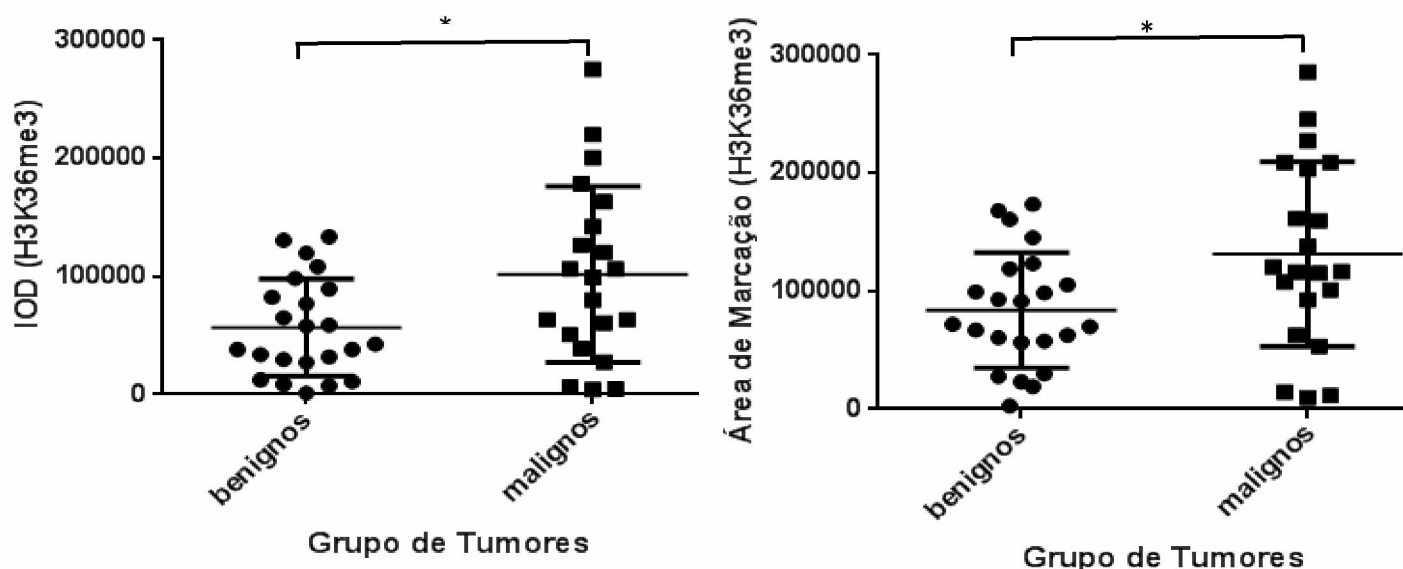 *
300000
200000
100000
0
IOD (H3K36me3)
benignos
malignos
Grupo de Tumores
*
300000
200000
100000
0
Área de Marcação (H3K36me3)
benignos
malignos
Grupo de Tumores